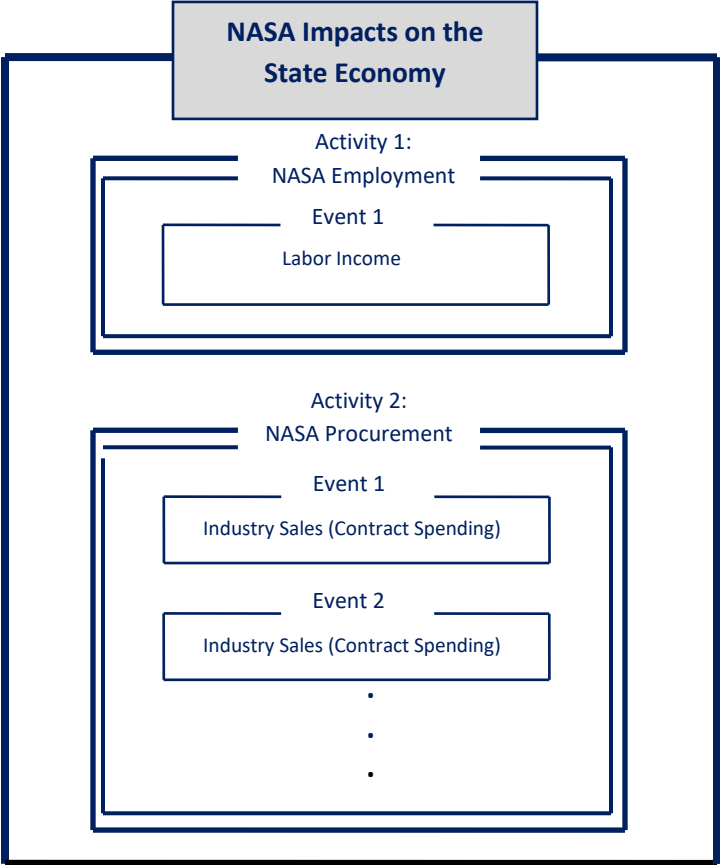 NASA Impacts on the
State Economy
Activity 1:
NASA Employment
Event 1
Labor Income
Activity 2:
NASA Procurement
Event 1
Industry Sales (Contract Spending)
Event 2
Industry Sales (Contract Spending)
.
.
.